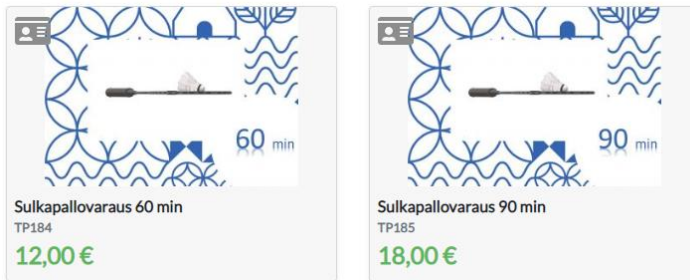 60 min
Sulkapallovaraus 60 min
TP184
12,00 €
90 min
Sulkapallovaraus 90 min
TP185
18,00 €